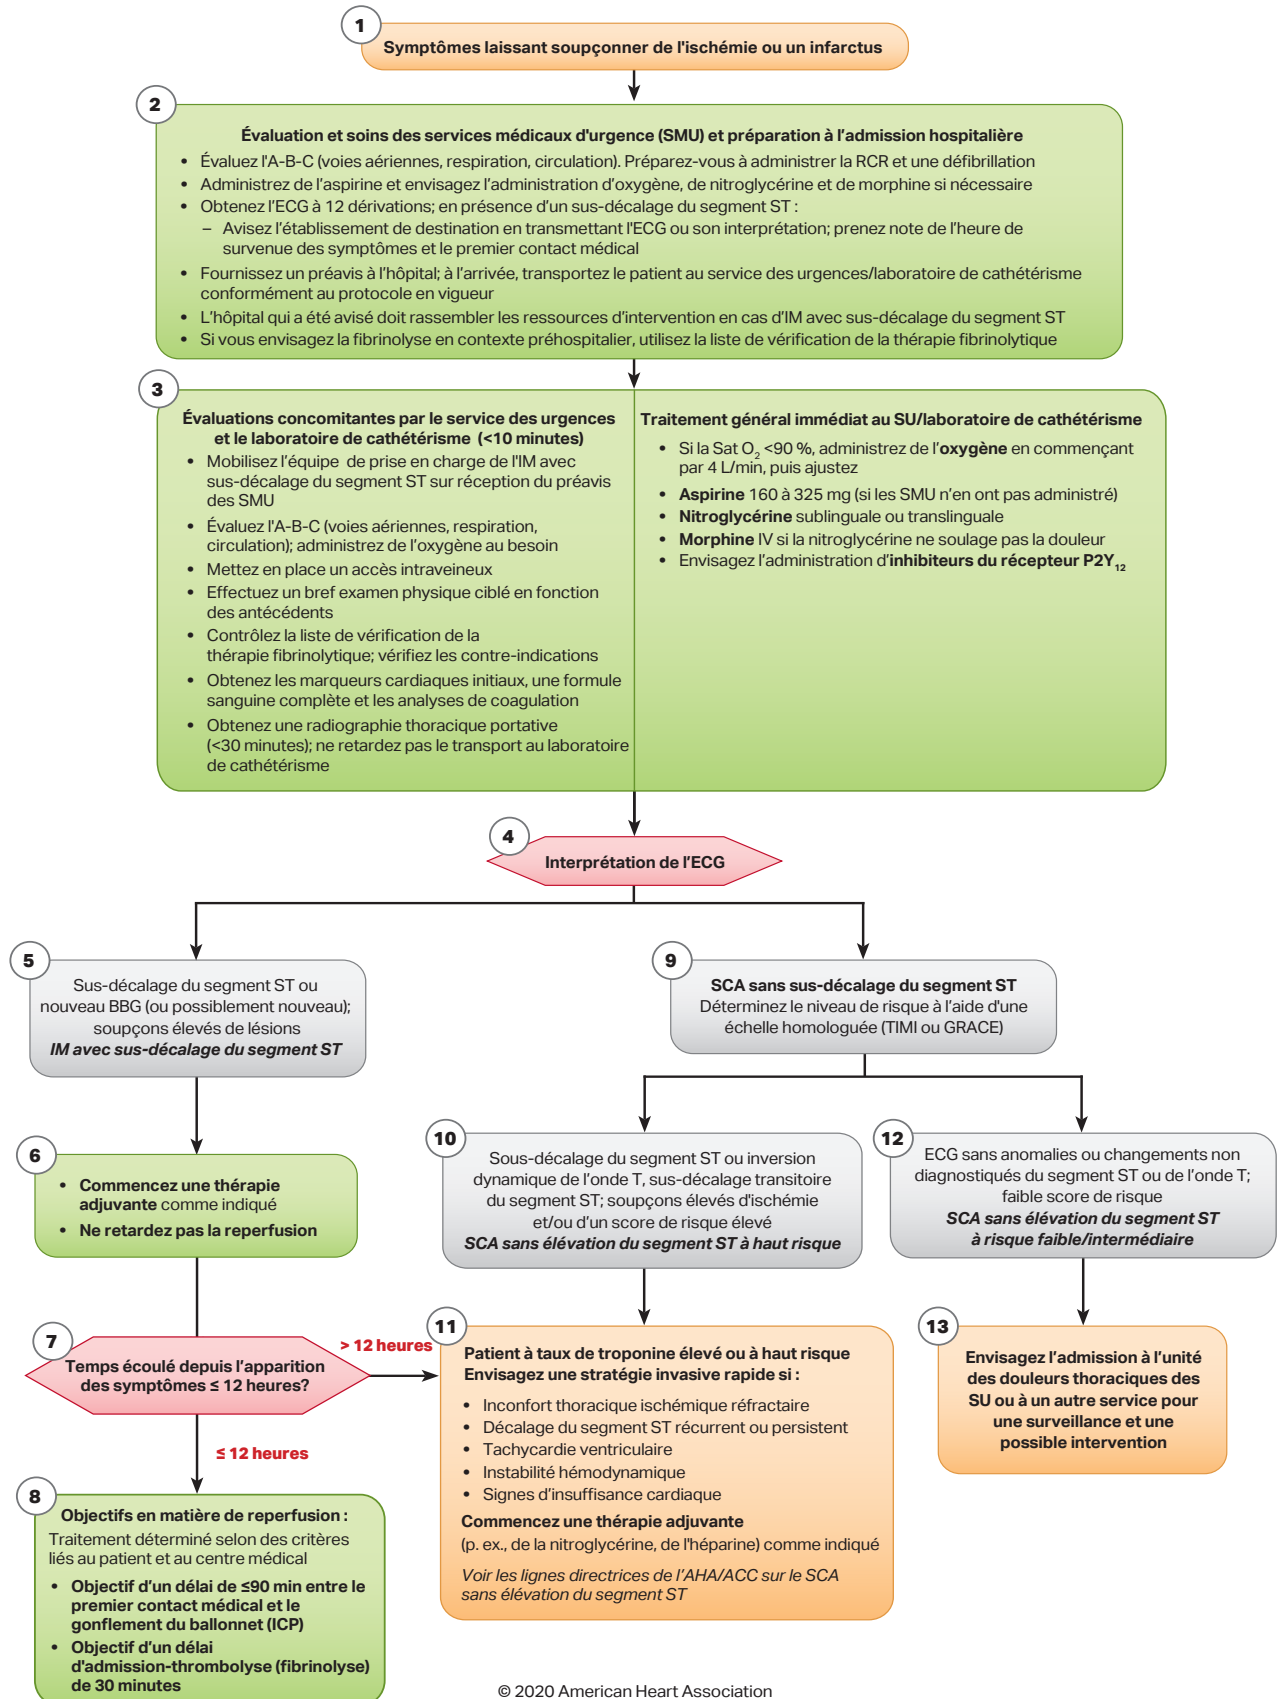 1
Symptômes laissant soupçonner de l'ischémie ou un infarctus
2
Évaluation et soins des services médicaux d'urgence (SMU) et préparation à l’admission hospitalière
• Évaluez l'A-B-C (voies aériennes, respiration, circulation). Préparez-vous à administrer la RCR et une défibrillation
• Administrez de l’aspirine et envisagez l’administration d’oxygène, de nitroglycérine et de morphine si nécessaire
• Obtenez l’ECG à 12 dérivations; en présence d’un sus-décalage du segment ST :
– Avisez l’établissement de destination en transmettant l'ECG ou son interprétation; prenez note de l’heure de
survenue des symptômes et le premier contact médical
• Fournissez un préavis à l’hôpital; à l’arrivée, transportez le patient au service des urgences/laboratoire de cathétérisme
conformément au protocole en vigueur
• L’hôpital qui a été avisé doit rassembler les ressources d’intervention en cas d’IM avec sus-décalage du segment ST
• Si vous envisagez la fibrinolyse en contexte préhospitalier, utilisez la liste de vérification de la thérapie fibrinolytique
3
Évaluations concomitantes par le service des urgences
et le laboratoire de cathétérisme (<10 minutes)
• Mobilisez l’équipe de prise en charge de l'IM avec
sus-décalage du segment ST sur réception du préavis
des SMU
• Évaluez l'A-B-C (voies aériennes, respiration,
circulation); administrez de l’oxygène au besoin
• Mettez en place un accès intraveineux
• Effectuez un bref examen physique ciblé en fonction
des antécédents
• Contrôlez la liste de vérification de la
thérapie fibrinolytique; vérifiez les contre-indications
• Obtenez les marqueurs cardiaques initiaux, une formule
sanguine complète et les analyses de coagulation
• Obtenez une radiographie thoracique portative
(<30 minutes); ne retardez pas le transport au laboratoire
de cathétérisme
Traitement général immédiat au SU/laboratoire de cathétérisme
• Si la Sat O₂ <90 %, administrez de l’oxygène en commençant
par 4 L/min, puis ajustez
• Aspirine 160 à 325 mg (si les SMU n’en ont pas administré)
• Nitroglycérine sublinguale ou translinguale
• Morphine IV si la nitroglycérine ne soulage pas la douleur
• Envisagez l’administration d’inhibiteurs du récepteur P2Y₁₂
4
Interprétation de l’ECG
5
Sus-décalage du segment ST ou
nouveau BBG (ou possiblement nouveau);
soupçons élevés de lésions
IM avec sus-décalage du segment ST
6
• Commencez une thérapie
adjuvante comme indiqué
• Ne retardez pas la reperfusion
7
Temps écoulé depuis l’apparition
des symptômes ≤ 12 heures?
> 12 heures
≤ 12 heures
8
Objectifs en matière de reperfusion :
Traitement déterminé selon des critères
liés au patient et au centre médical
• Objectif d’un délai de ≤90 min entre le
premier contact médical et le
gonflement du ballonnet (ICP)
• Objectif d’un délai
d'admission-thrombolyse (fibrinolyse)
de 30 minutes
9
SCA sans sus-décalage du segment ST
Déterminez le niveau de risque à l’aide d'une
échelle homologuée (TIMI ou GRACE)
10
Sous-décalage du segment ST ou inversion
dynamique de l’onde T, sus-décalage transitoire
du segment ST; soupçons élevés d'ischémie
et/ou d’un score de risque élevé
SCA sans élévation du segment ST à haut risque
11
Patient à taux de troponine élevé ou à haut risque
Envisagez une stratégie invasive rapide si :
• Inconfort thoracique ischémique réfractaire
• Décalage du segment ST récurrent ou persistent
• Tachycardie ventriculaire
• Instabilité hémodynamique
• Signes d’insuffisance cardiaque
Commencez une thérapie adjuvante
(p. ex., de la nitroglycérine, de l'héparine) comme indiqué
Voir les lignes directrices de l’AHA/ACC sur le SCA
sans élévation du segment ST
12
ECG sans anomalies ou changements non
diagnostiqués du segment ST ou de l’onde T;
faible score de risque
SCA sans élévation du segment ST
à risque faible/intermédiaire
13
Envisagez l’admission à l’unité
des douleurs thoraciques des
SU ou à un autre service pour
une surveillance et une
possible intervention
© 2020 American Heart Association